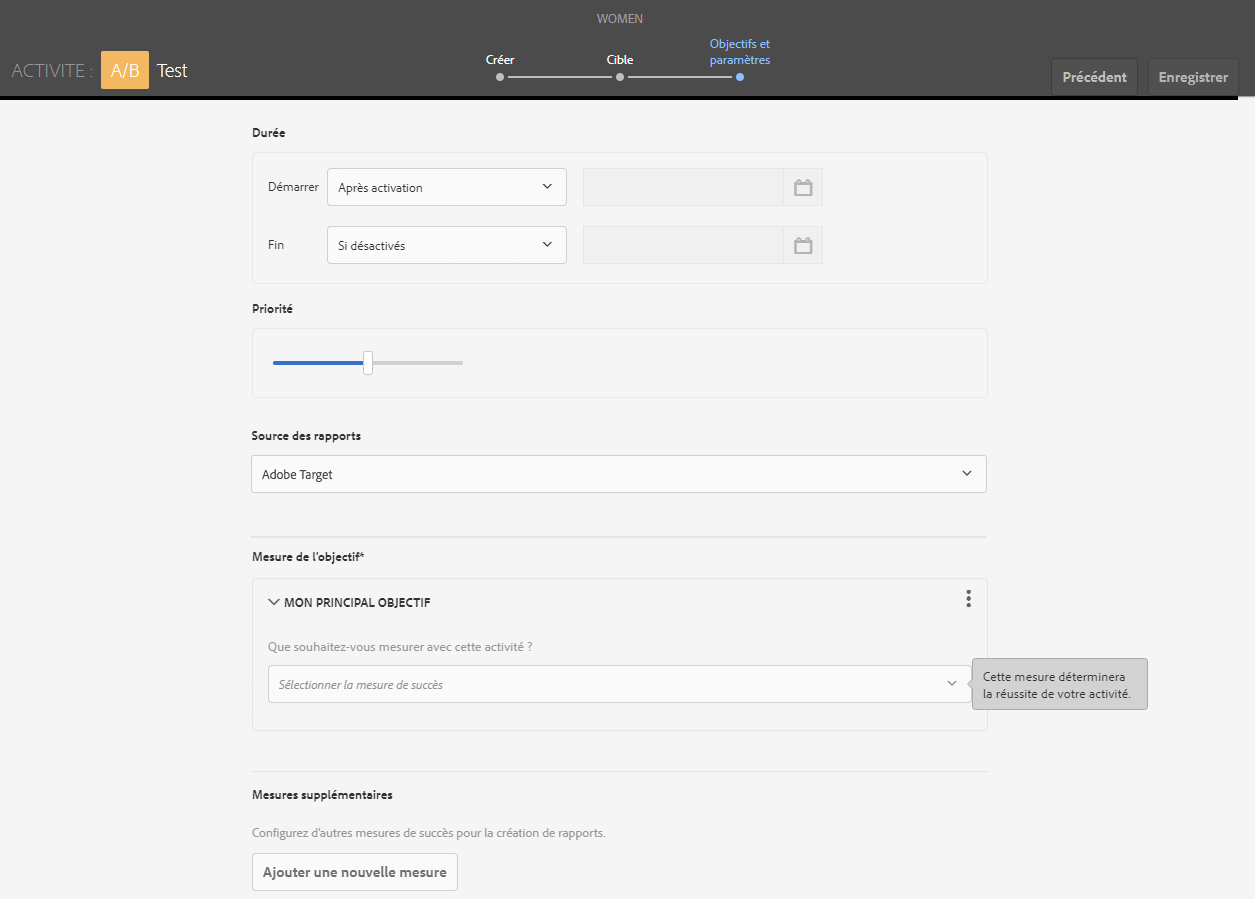 WOMEN
ACTIVITE : A/B Test
Créer
Cible
Objectifs et
paramètres
Précédent
Enregistrer
Durée
Démarrer
Après activation
Fin
Si désactivés
Priorité
Source des rapports
Adobe Target
Mesure de l'objectif*
MON PRINCIPAL OBJECTIF
Que souhaitez-vous mesurer avec cette activité ?
Sélectionner la mesure de succès
Cette mesure déterminera
la réussite de votre activité.
Mesures supplémentaires
Configurez d'autres mesures de succès pour la création de rapports.
Ajouter une nouvelle mesure